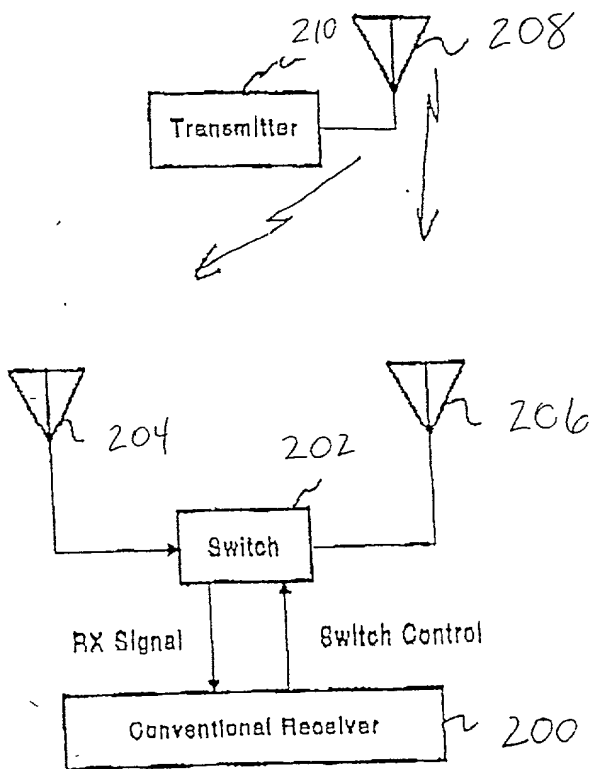 210
208
Transmitter
204
206
202
Switch
RX Signal
Switch Control
Conventional Receiver
200